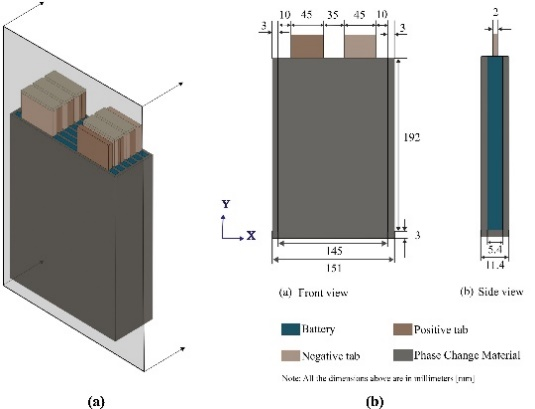 10 45 35 45 10
3 3
2
192
Y
X
3
145
151
5.4
11.4
(a) Front view
(b) Side view
Battery
Positive tab
Negative tab
Phase Change Material
Note: All the dimensions above are in millimeters [mm]
(a)
(b)